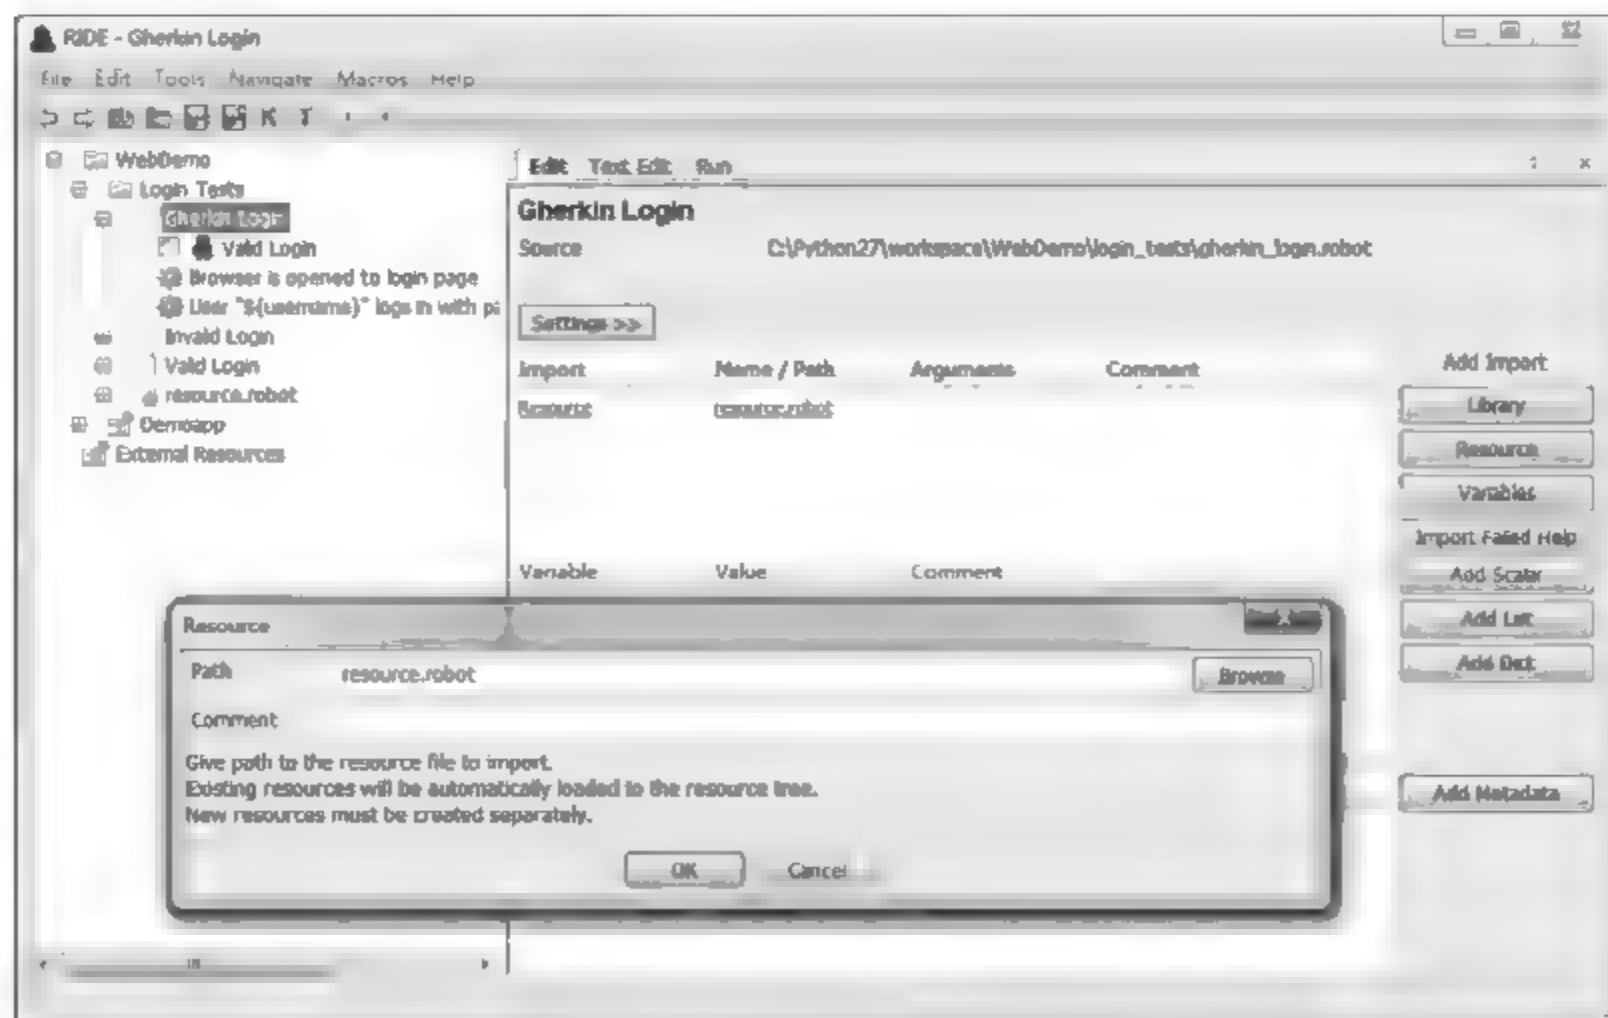 RIDE - Gherkin Login
File Edit Tools Navigate Macros Help
WebDemo
Login Tests
Gherkin Login
Valid Login
Browser is opened to login page
User "${username}" logs in with pa
Invalid Login
Valid Login
resource.robot
Demoapp
External Resources
Edit Text Edit Run
Gherkin Login
Source C:\Python27\workspace\WebDemo\login_tests\gherkin_login.robot
Settings >>
Import Name / Path Arguments Comment
Resource resource.robot
Variable Value Comment
Add Import
Library
Resource
Variables
Import Failed Help
Add Scalar
Add List
Add Dict
Add Metadata
Resource
Path resource.robot Browse
Comment
Give path to the resource file to import.
Existing resources will be automatically loaded to the resource tree.
New resources must be created separately.
OK Cancel